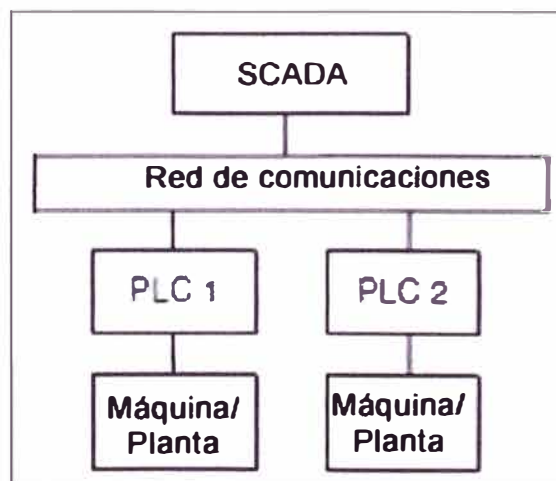 SCADA
Red de comunicaciones
PLC 1
PLC 2
Máquina/
Planta
Máquina/
Planta